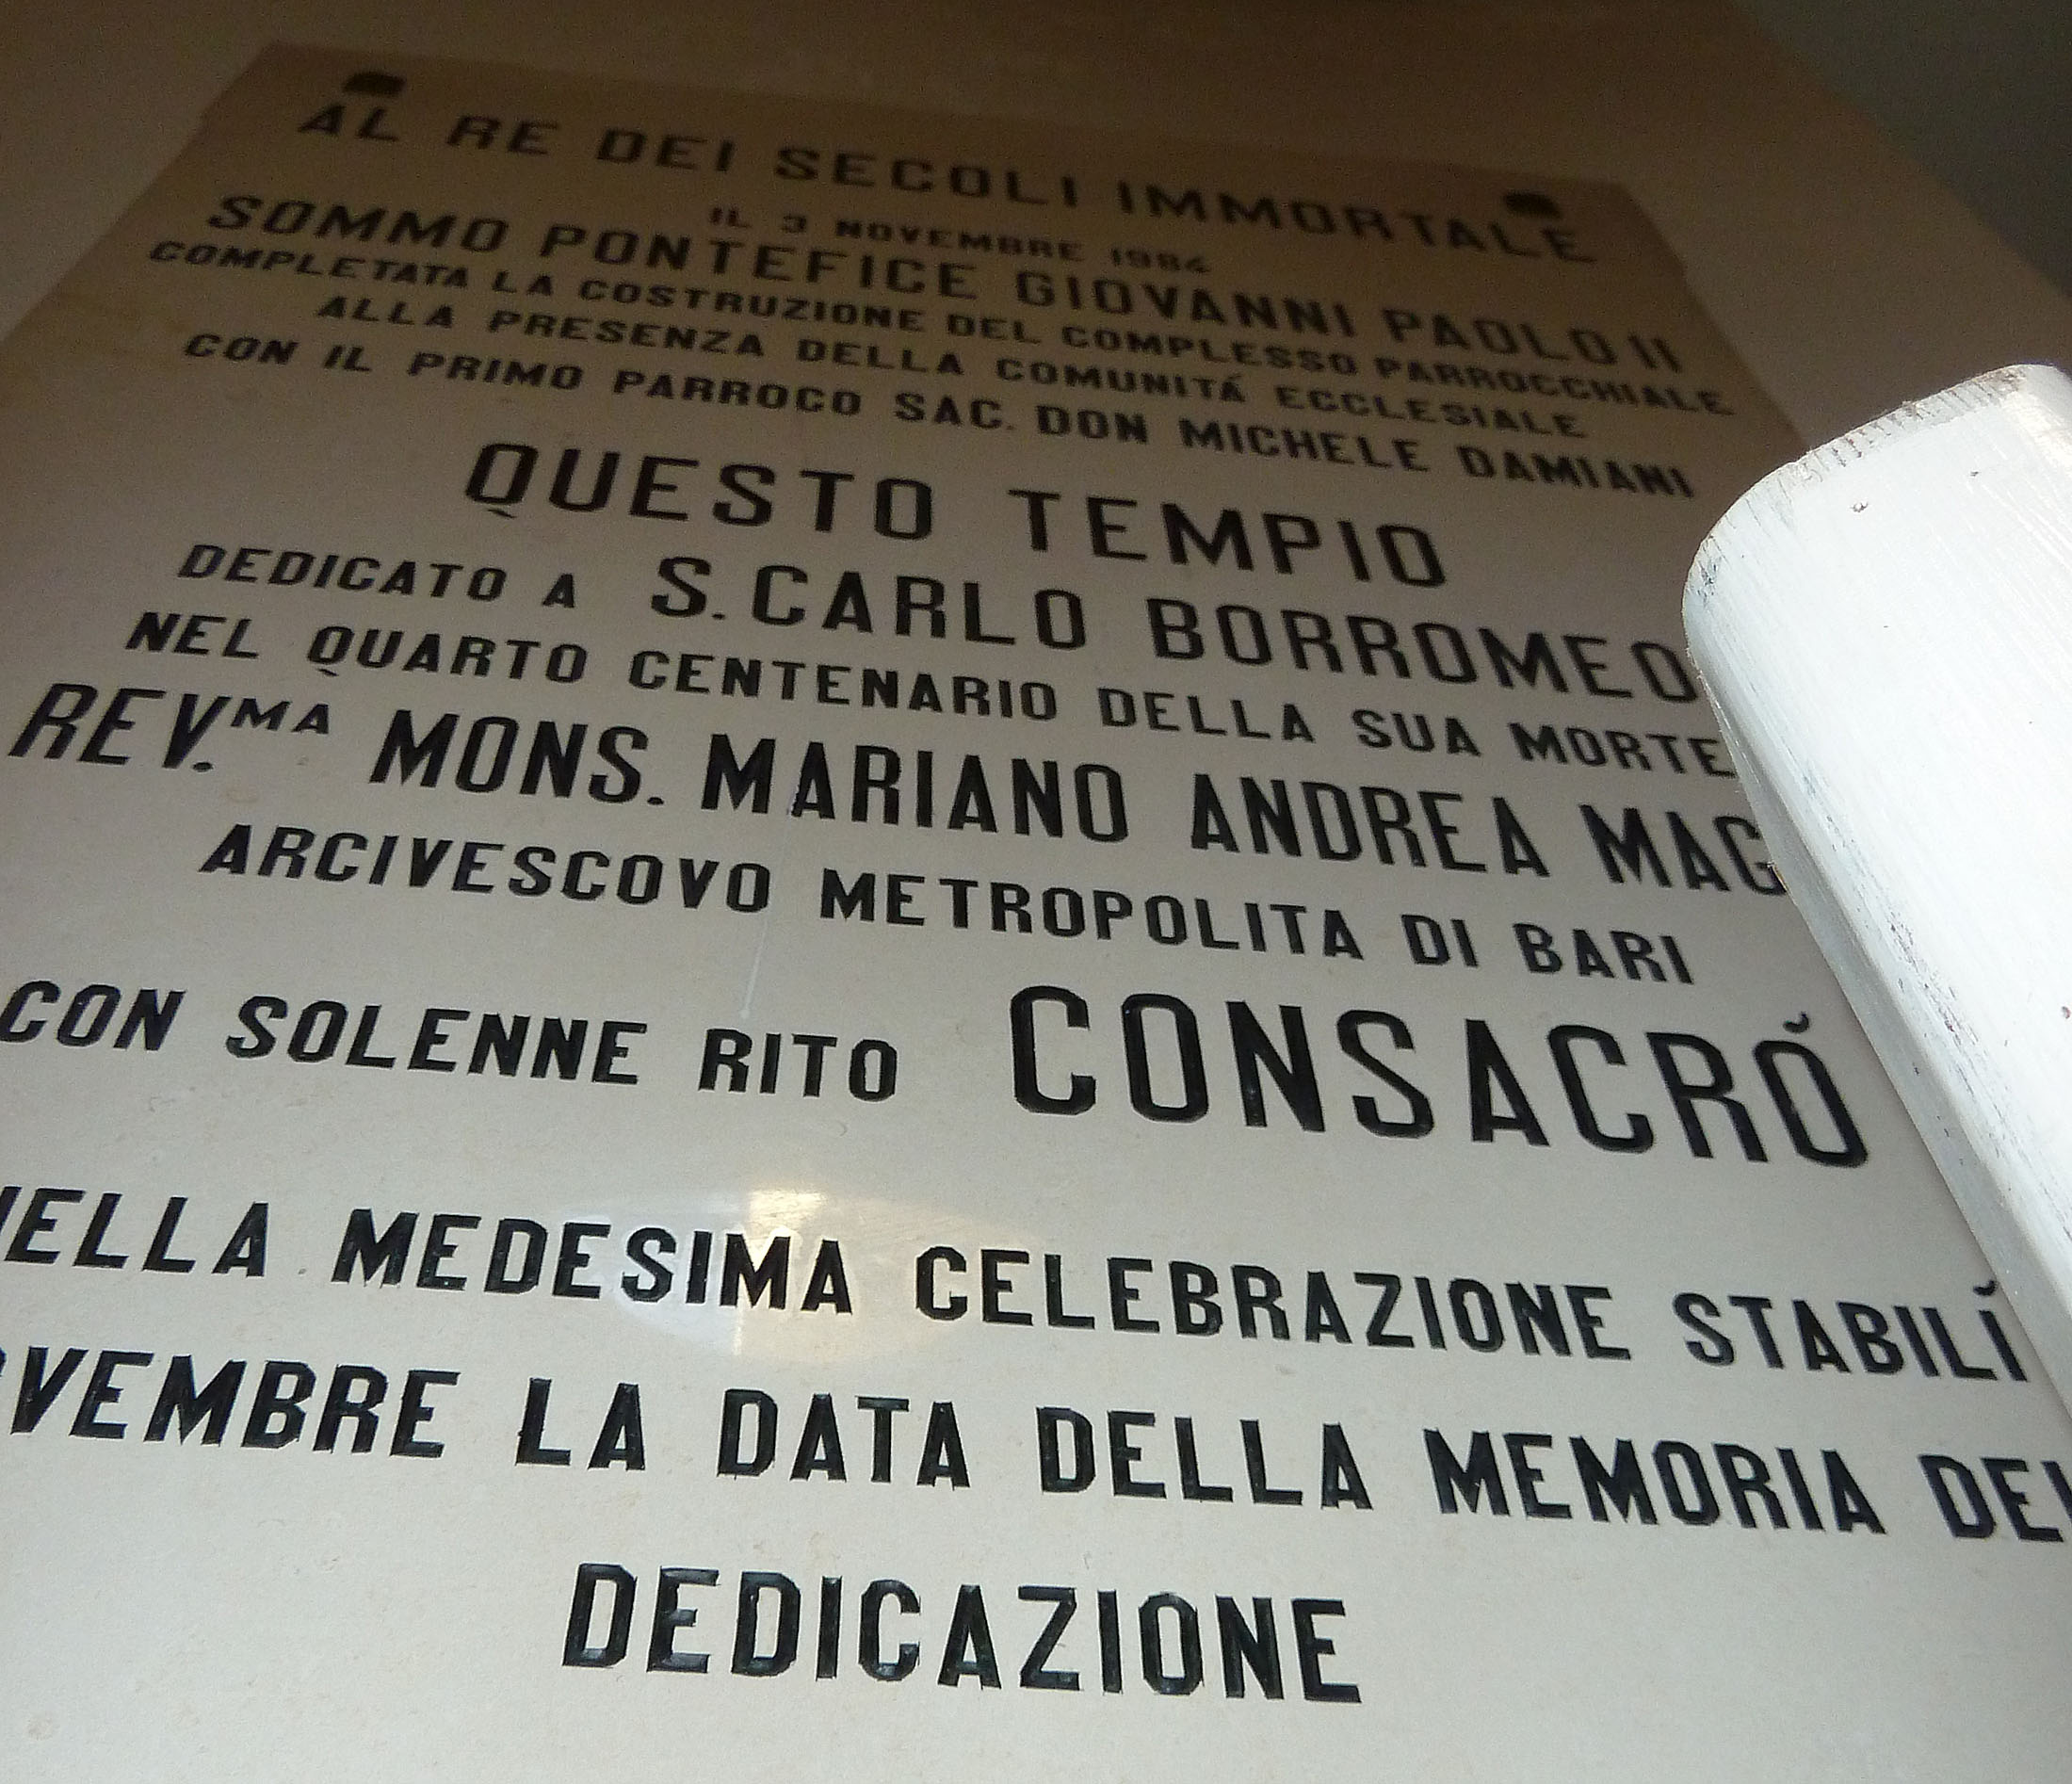 AL RE DEI SECOLI IMMORTALE
IL 3 NOVEMBRE 1984
SOMMO PONTEFICE GIOVANNI PAOLO II
COMPLETATA LA COSTRUZIONE DEL COMPLESSO PARROCCHIALE
ALLA PRESENZA DELLA COMUNITÁ ECCLESIALE
CON IL PRIMO PARROCO SAC. DON MICHELE DAMIANI
QUESTO TEMPIO
DEDICATO A S. CARLO BORROMEO
NEL QUARTO CENTENARIO DELLA SUA MORTE
REV.MA MONS. MARIANO ANDREA MAG
ARCIVESCOVO METROPOLITA DI BARI
CON SOLENNE RITO CONSACRÓ
ELLA MEDESIMA CELEBRAZIONE STABILÍ
VEMBRE LA DATA DELLA MEMORIA DEL
DEDICAZIONE